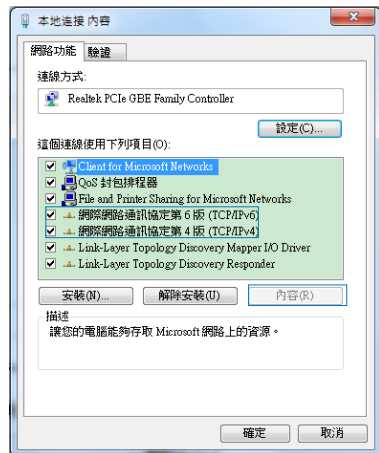 本地连接 內容
網路功能 驗證
連線方式:
Realtek PCIe GBE Family Controller
設定(C)...
這個連線使用下列項目(O):
Client for Microsoft Networks
QoS 封包排程器
File and Printer Sharing for Microsoft Networks
網際網路通訊協定第 6 版 (TCP/IPv6)
網際網路通訊協定第 4 版 (TCP/IPv4)
Link-Layer Topology Discovery Mapper I/O Driver
Link-Layer Topology Discovery Responder
安裝(N)... 解除安裝(U) 內容(R)
描述
讓您的電腦能夠存取 Microsoft 網路上的資源。
確定 取消